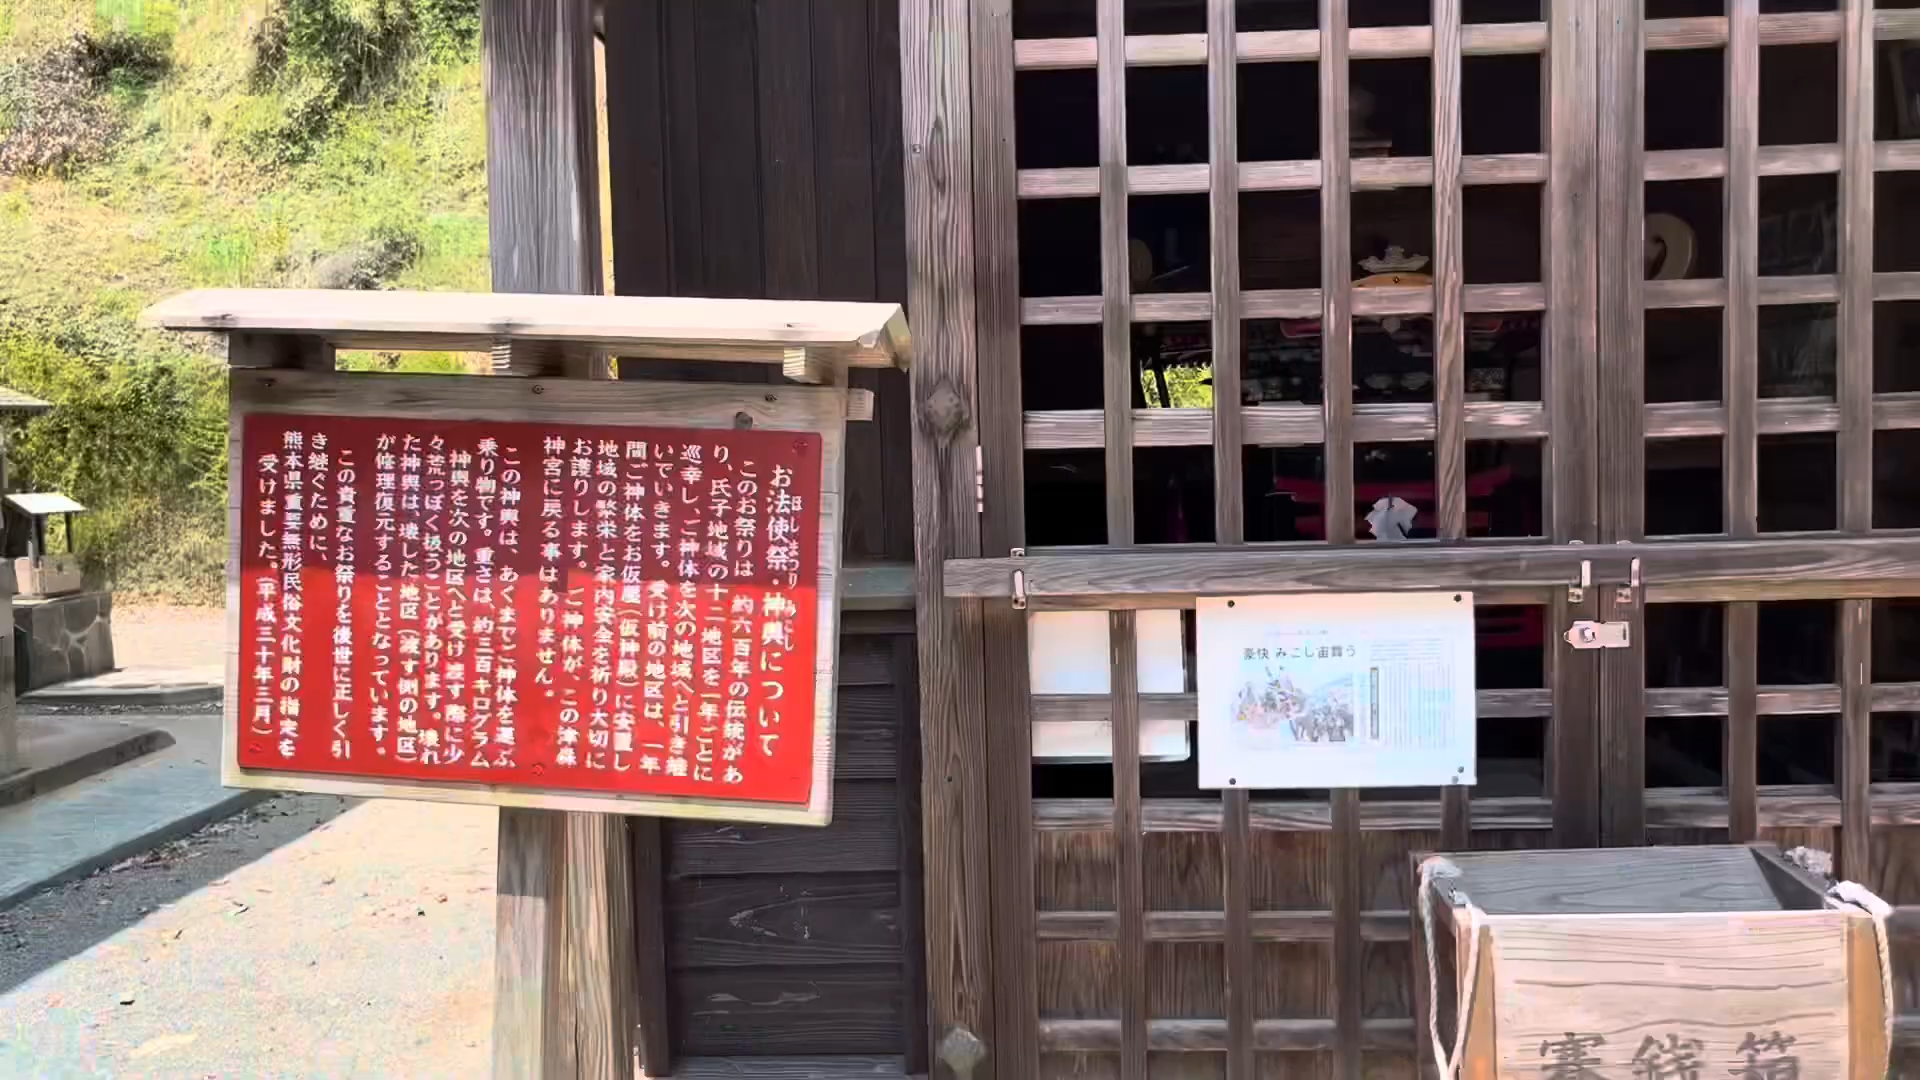 お法使祭・神輿について
ほしまつり みこし
このお祭りは 約六百年の伝統があ
り、氏子地域の十二地区を一年ごとに
巡幸し、ご神体を次の地域へと引き継
いでいきます。受け前の地区は、一年
間ご神体をお仮屋（仮神殿）に安置し
地域の繁栄と家内安全を祈り大切に
お護りします。ご神体が、この津森
神宮に戻る事はありません。
この神輿は、あくまでご神体を運ぶ
乗り物です。重さは、約三百キログラム
神輿を次の地区へと受け渡す際に少
々荒っぽく扱うことがあります。壊れ
た神輿は、壊した地区（渡す側の地区）
が修理復元することとなっています。
この貴重なお祭りを後世に正しく引
き継ぐために、
熊本県重要無形民俗文化財の指定を
受けました。（平成三十年三月）
豪快 みこし宙舞う
賽銭箱